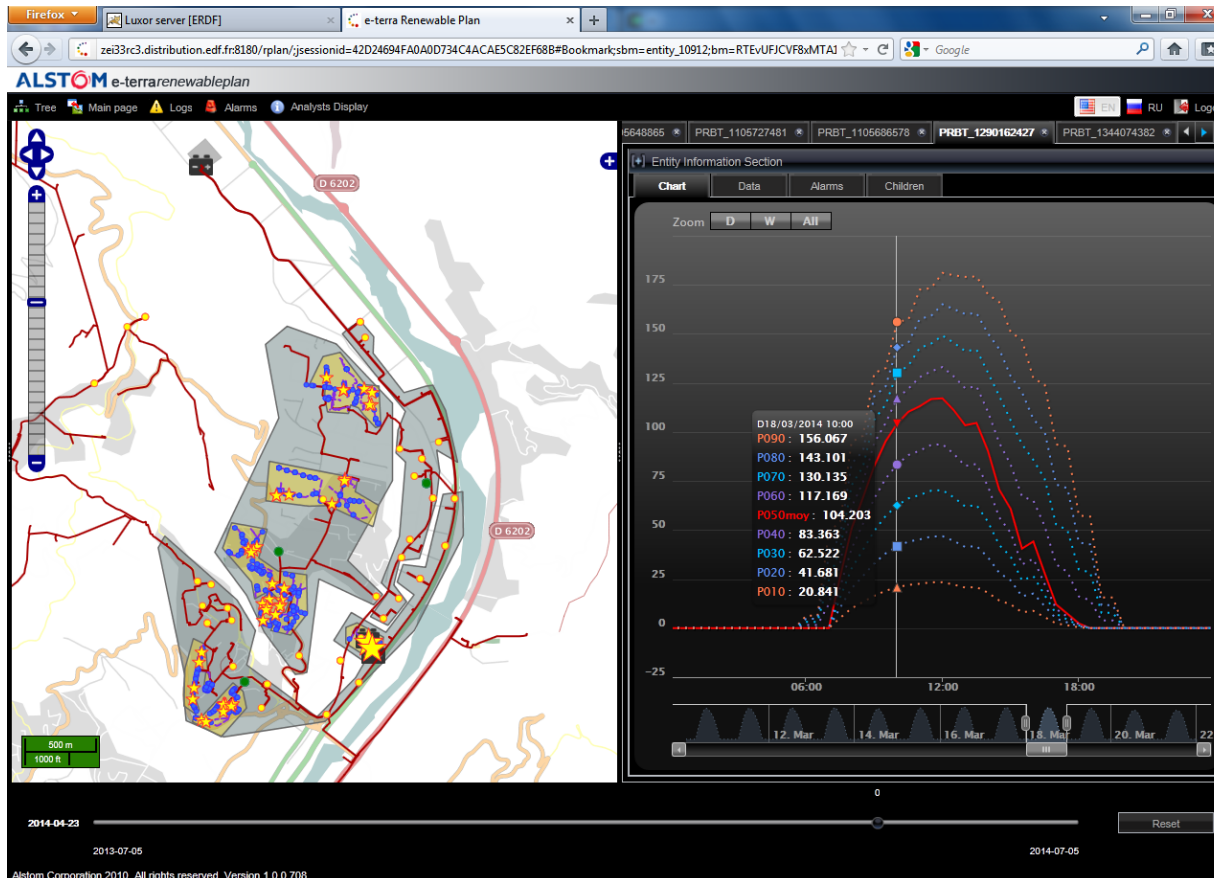 Firefox
Luxor server [ERDF]
e-terra Renewable Plan
zei33rc3.distribution.edf.fr:8180/rplan/;jsessionid=42D24694FA0A0D734C4ACAE5C82EF68B#Bookmark;sbm=entity_10912;bm=RTEvUFJCVF8xMTA1
Google
ALSTOM e-terrarenewableplan
Tree Main page Logs Alarms Analysts Display
EN RU Logo
D 6202
D 6202
500 m
1000 ft
05648865 PRBT_1105727481 PRBT_1105686578 PRBT_1290162427 PRBT_1344074382
[+] Entity Information Section
Chart Data Alarms Children
Zoom D W All
175
150
125
100
75
50
25
0
−25
D18/03/2014 10:00
P090 : 156.067
P080 : 143.101
P070 : 130.135
P060 : 117.169
P050moy : 104.203
P040 : 83.363
P030 : 62.522
P020 : 41.681
P010 : 20.841
06:00 12:00 18:00
12. Mar 14. Mar 16. Mar 18. Mar 20. Mar 22
0
2014-04-23
Reset
2013-07-05 2014-07-05
Alstom Corporation 2010. All rights reserved. Version 1.0.0.708